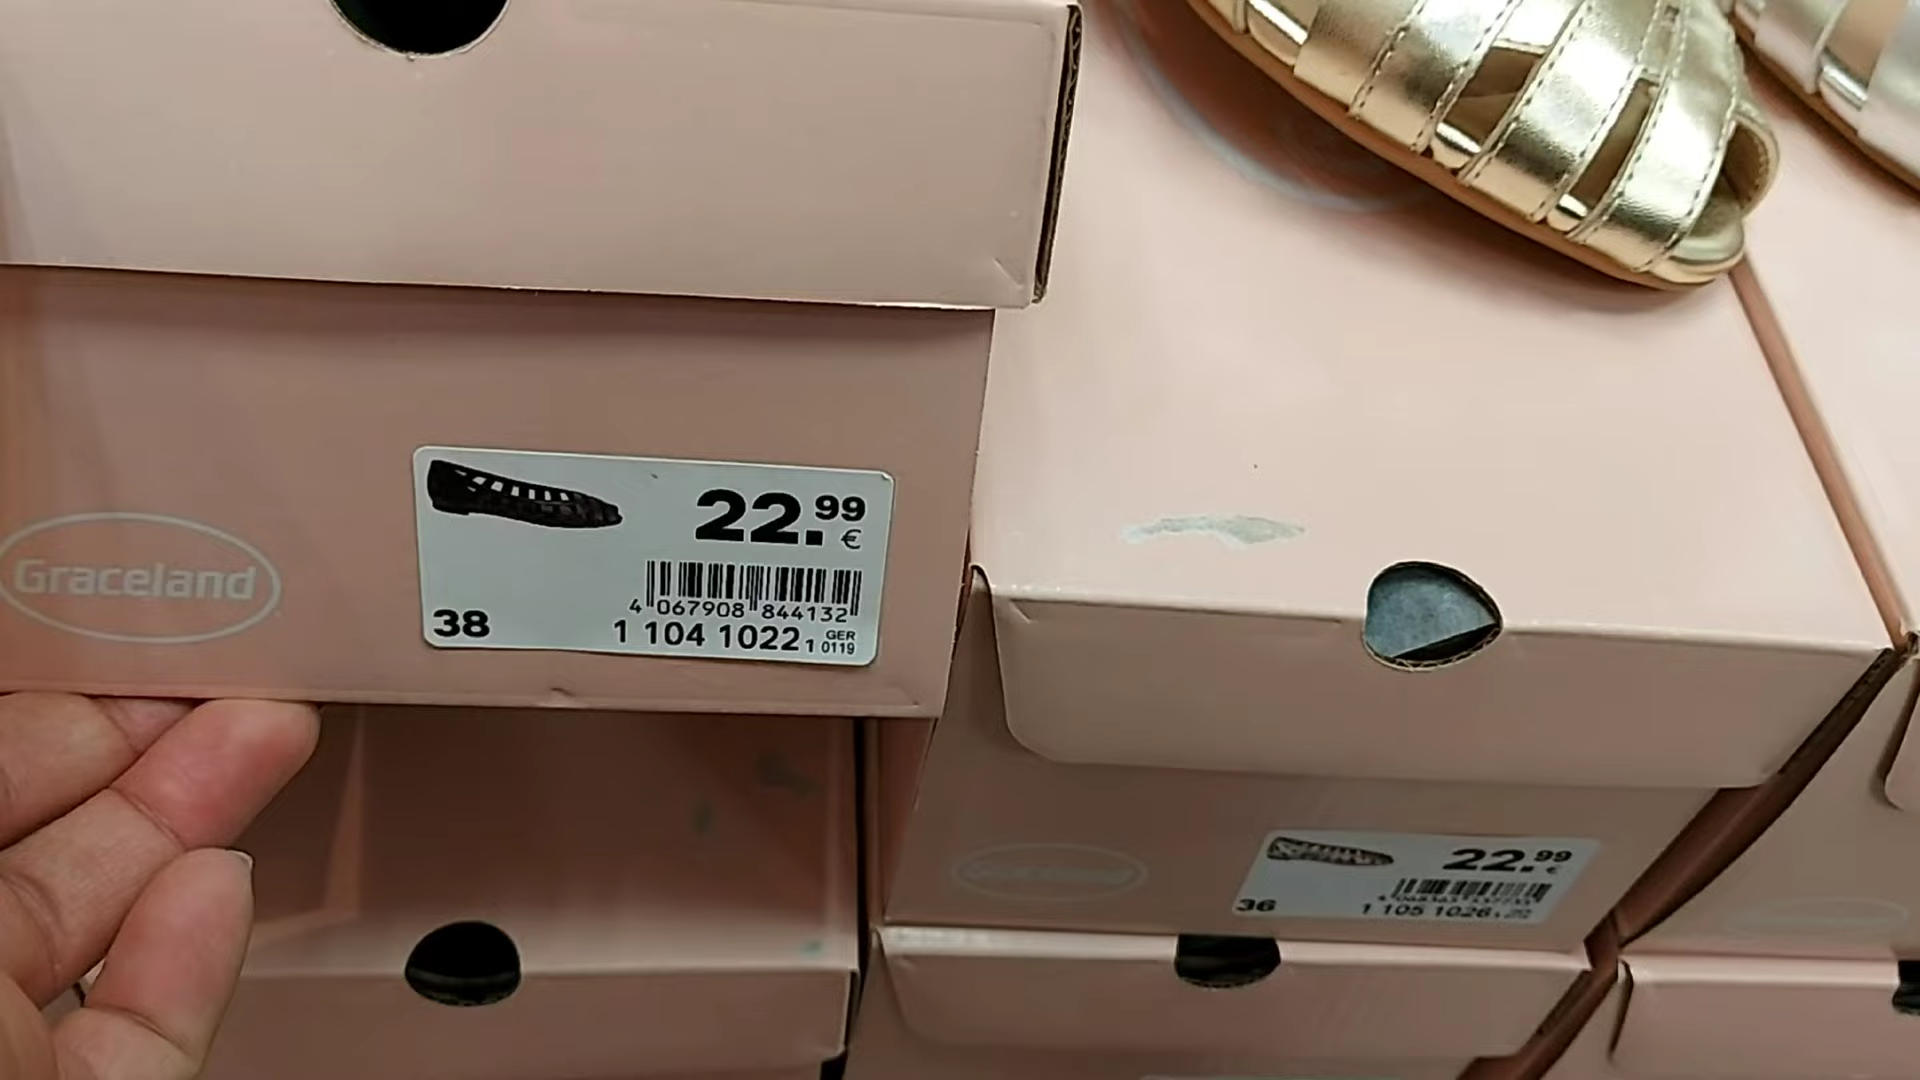 Graceland
22.99 €
4 067908 844132
38
1 104 1022 1 GER 0119
22.99 €
36
1 105 1026